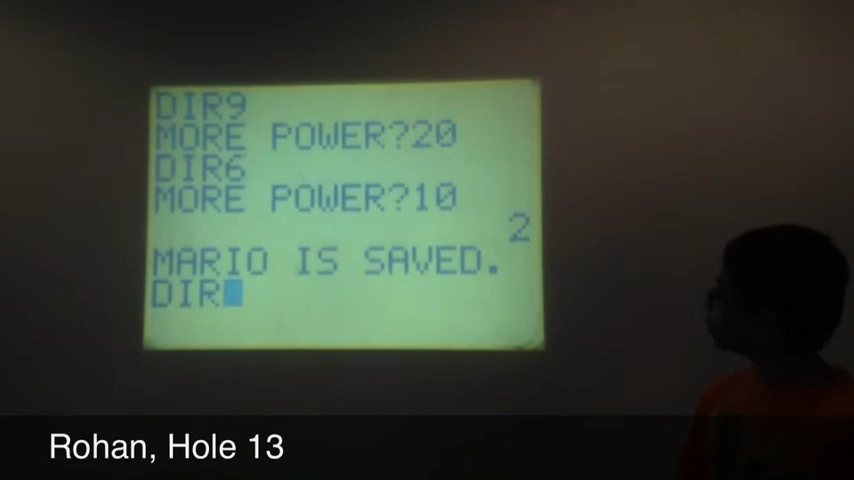 DIR9
MORE POWER?20
DIR6
MORE POWER?10
2
MARIO IS SAVED.
DIR
Rohan, Hole 13